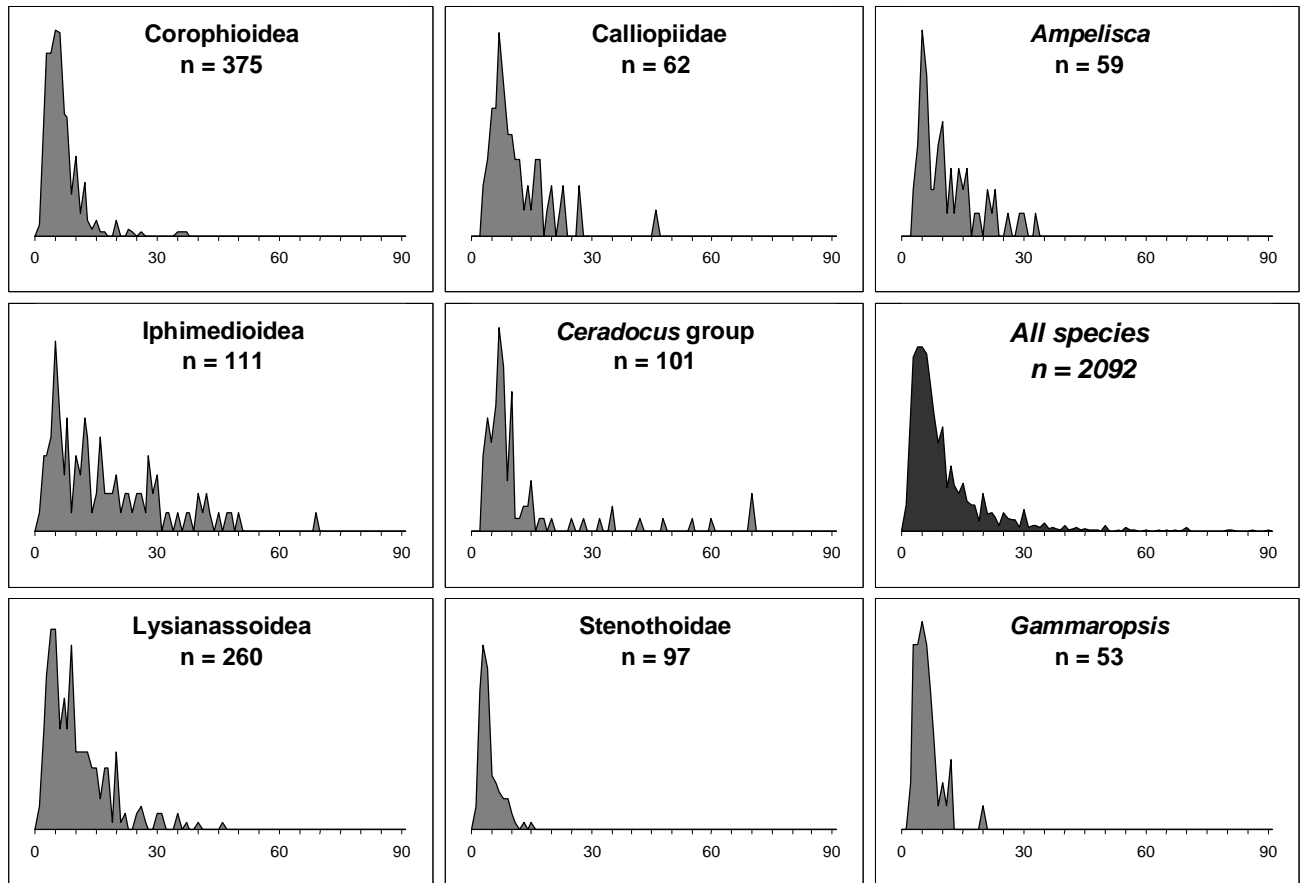 Corophioidea
n = 375
0 30 60 90
Calliopiidae
n = 62
0 30 60 90
Ampelisca
n = 59
0 30 60 90
Iphimedioidea
n = 111
0 30 60 90
Ceradocus group
n = 101
0 30 60 90
All species
n = 2092
0 30 60 90
Lysianassoidea
n = 260
0 30 60 90
Stenothoidae
n = 97
0 30 60 90
Gammaropsis
n = 53
0 30 60 90